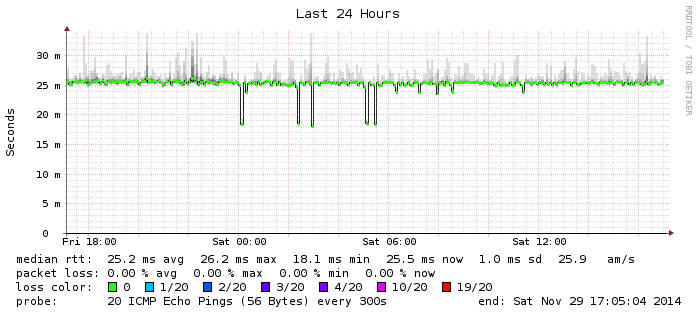 Last 24 Hours
RRDTOOL / TOBI OETIKER
Seconds
30 m
25 m
20 m
15 m
10 m
5 m
0
Fri 18:00 Sat 00:00 Sat 06:00 Sat 12:00
median rtt: 25.2 ms avg 26.2 ms max 18.1 ms min 25.5 ms now 1.0 ms sd 25.9 am/s
packet loss: 0.00 % avg 0.00 % max 0.00 % min 0.00 % now
loss color: 0 1/20 2/20 3/20 4/20 10/20 19/20
probe: 20 ICMP Echo Pings (56 Bytes) every 300s end: Sat Nov 29 17:05:04 2014